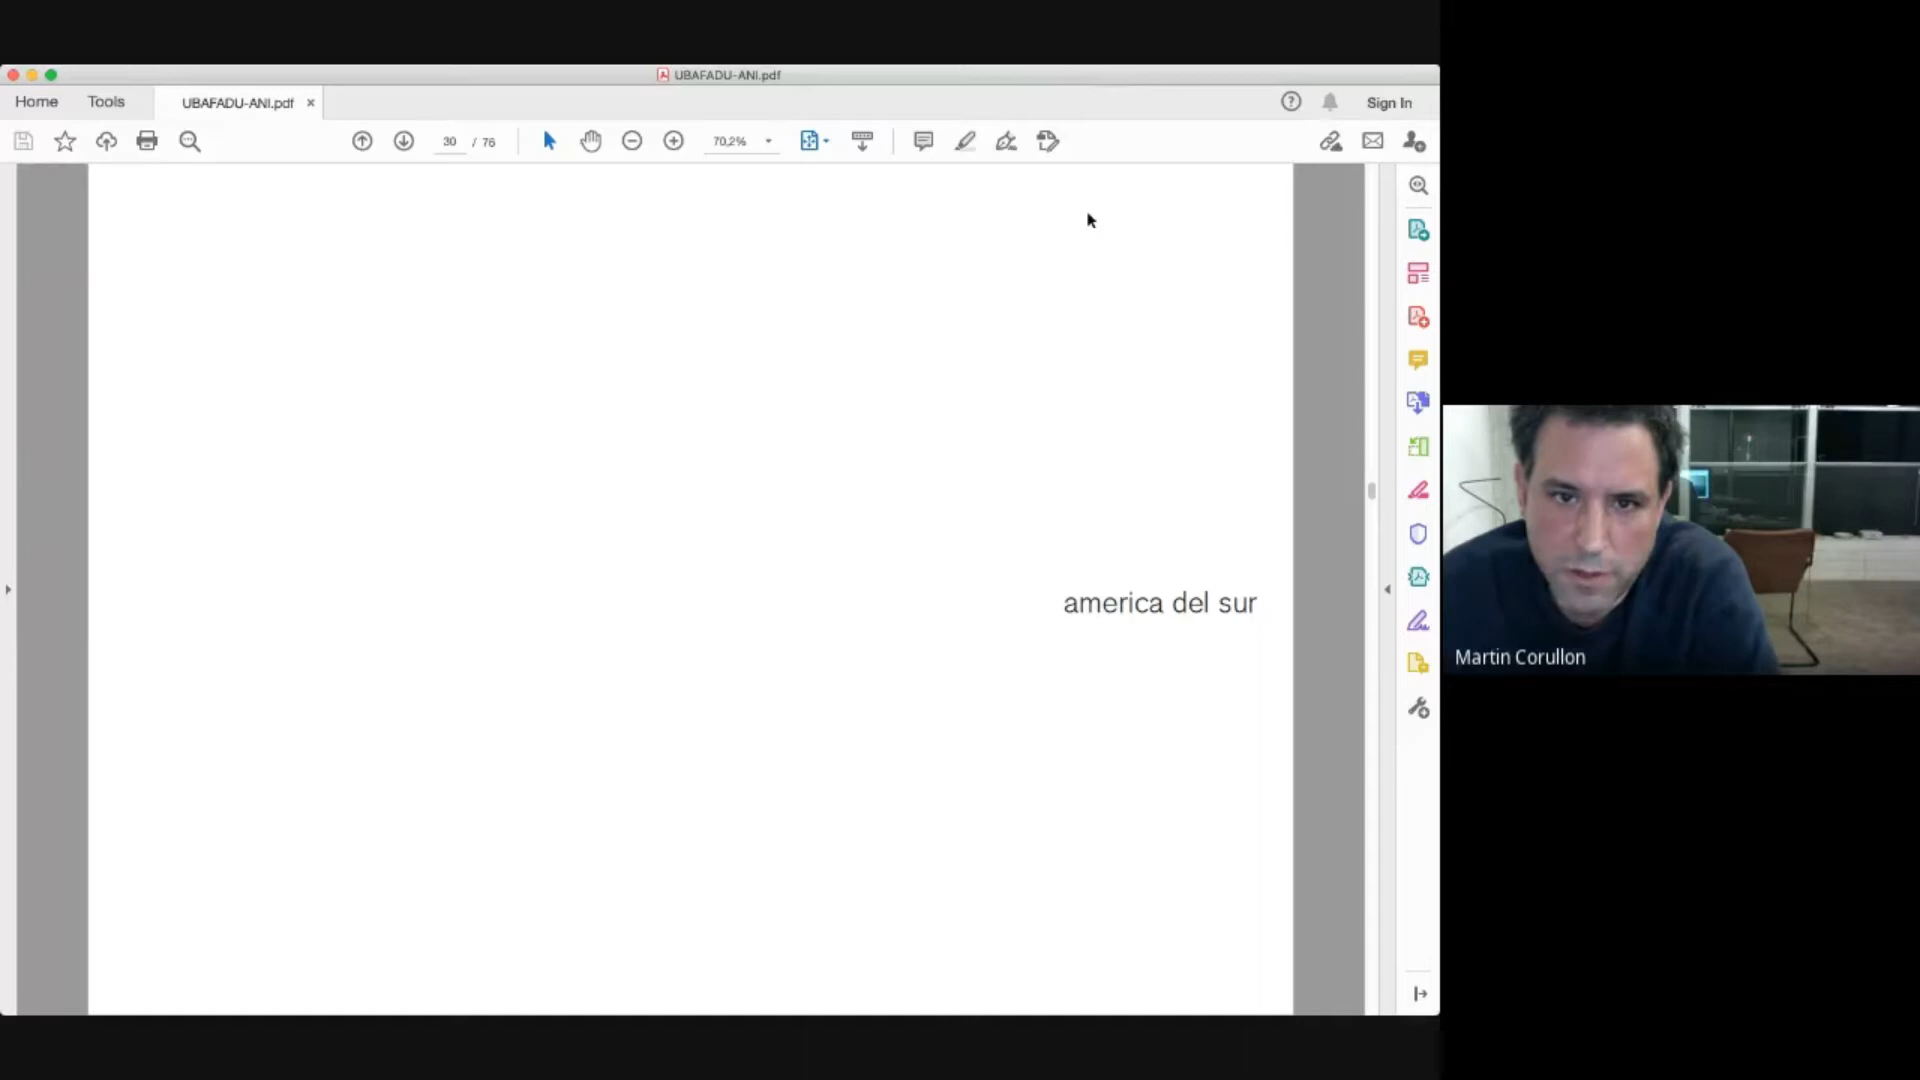 UBAFADU-ANI.pdf
Home
Tools
UBAFADU-ANI.pdf
Sign In
30 / 76
70,2%
america del sur
Martin Corullon